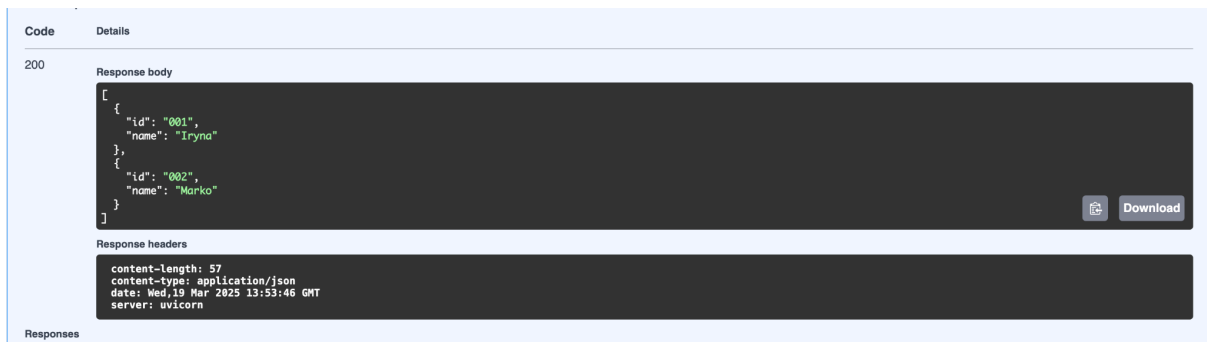 Code Details
200
Response body
[
  {
    "id": "001",
    "name": "Iryna"
  },
  {
    "id": "002",
    "name": "Marko"
  }
]
Download
Response headers
content-length: 57
content-type: application/json
date: Wed,19 Mar 2025 13:53:46 GMT
server: uvicorn
Responses